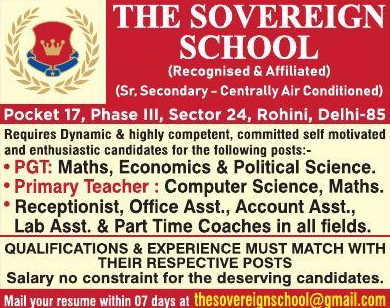 THE SOVEREIGN
SCHOOL
(Recognised & Affiliated)
(Sr. Secondary – Centrally Air Conditioned)
Pocket 17, Phase III, Sector 24, Rohini, Delhi-85
Requires Dynamic & highly competent, committed self motivated
and enthusiastic candidates for the following posts:-
• PGT: Maths, Economics & Political Science.
• Primary Teacher : Computer Science, Maths.
• Receptionist, Office Asst., Account Asst.,
Lab Asst. & Part Time Coaches in all fields.
QUALIFICATIONS & EXPERIENCE MUST MATCH WITH
THEIR RESPECTIVE POSTS
Salary no constraint for the deserving candidates.
Mail your resume within 07 days at thesovereignschool@gmail.com